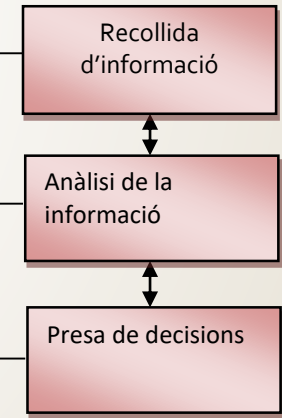 Recollida
d’informació
Anàlisi de la
informació
Presa de decisions